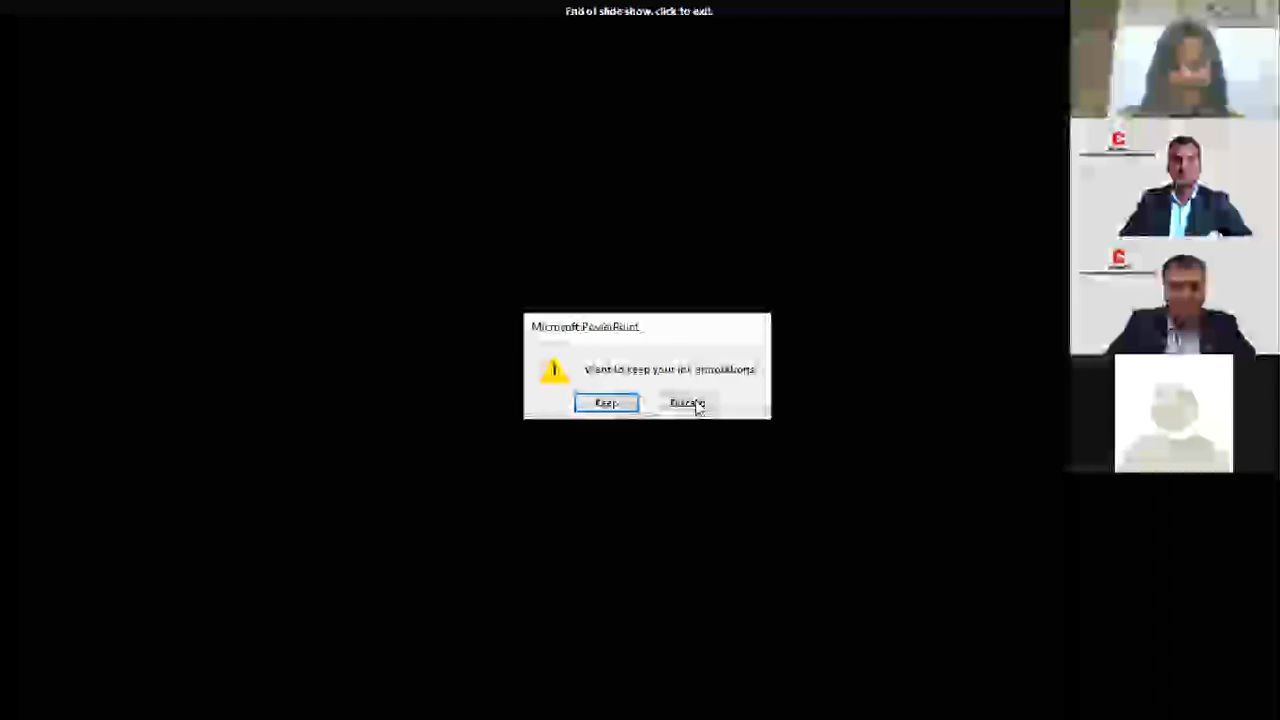 End of slide show, click to exit.
Microsoft PowerPoint
Want to keep your ink annotations
Keep
Discard